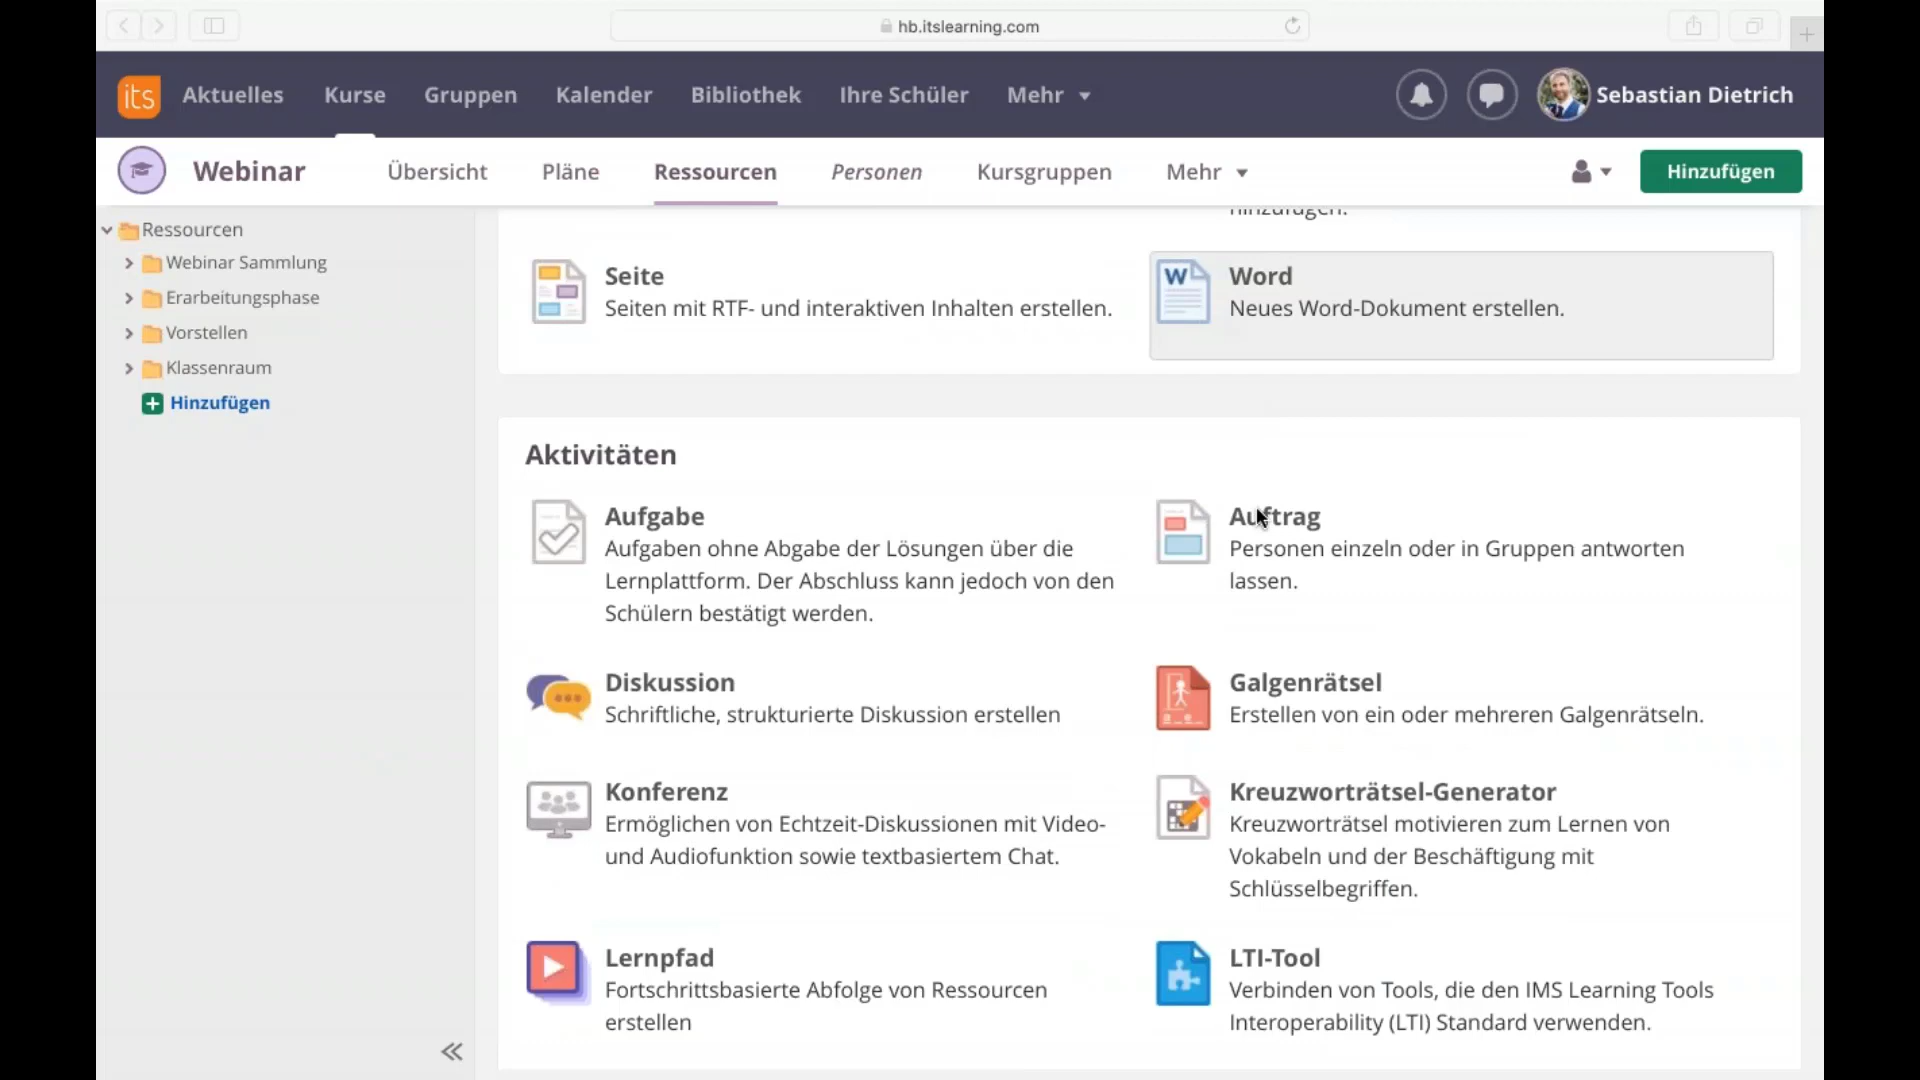 hb.itslearning.com
its
Aktuelles
Kurse
Gruppen
Kalender
Bibliothek
Ihre Schüler
Mehr
Sebastian Dietrich
Webinar
Übersicht
Pläne
Ressourcen
Personen
Kursgruppen
Mehr
Hinzufügen
Ressourcen
Webinar Sammlung
Erarbeitungsphase
Vorstellen
Klassenraum
Hinzufügen
hinzufügen.
Seite
Seiten mit RTF- und interaktiven Inhalten erstellen.
W
Word
Neues Word-Dokument erstellen.
Aktivitäten
Aufgabe
Aufgaben ohne Abgabe der Lösungen über die
Lernplattform. Der Abschluss kann jedoch von den
Schülern bestätigt werden.
Auftrag
Personen einzeln oder in Gruppen antworten
lassen.
Diskussion
Schriftliche, strukturierte Diskussion erstellen
Galgenrätsel
Erstellen von ein oder mehreren Galgenrätseln.
Konferenz
Ermöglichen von Echtzeit-Diskussionen mit Video-
und Audiofunktion sowie textbasiertem Chat.
Kreuzworträtsel-Generator
Kreuzworträtsel motivieren zum Lernen von
Vokabeln und der Beschäftigung mit
Schlüsselbegriffen.
Lernpfad
Fortschrittsbasierte Abfolge von Ressourcen
erstellen
LTI-Tool
Verbinden von Tools, die den IMS Learning Tools
Interoperability (LTI) Standard verwenden.